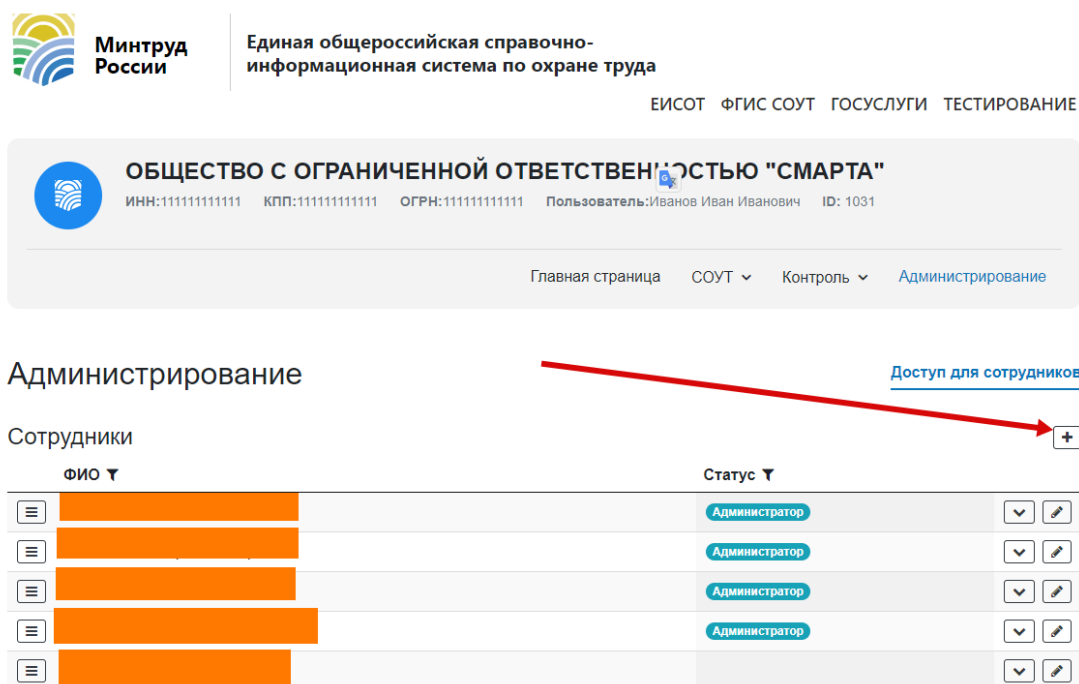 Минтруд
России
Единая общероссийская справочно-
информационная система по охране труда
ЕИСОТ ФГИС СОУТ ГОСУСЛУГИ ТЕСТИРОВАНИЕ
ОБЩЕСТВО С ОГРАНИЧЕННОЙ ОТВЕТСТВЕННОСТЬЮ "СМАРТА"
ИНН:111111111111 КПП:111111111111 ОГРН:111111111111 Пользователь:Иванов Иван Иванович ID: 1031
Главная страница СОУТ Контроль Администрирование
Администрирование
Доступ для сотрудников
Сотрудники
ФИО Статус
Администратор
Администратор
Администратор
Администратор